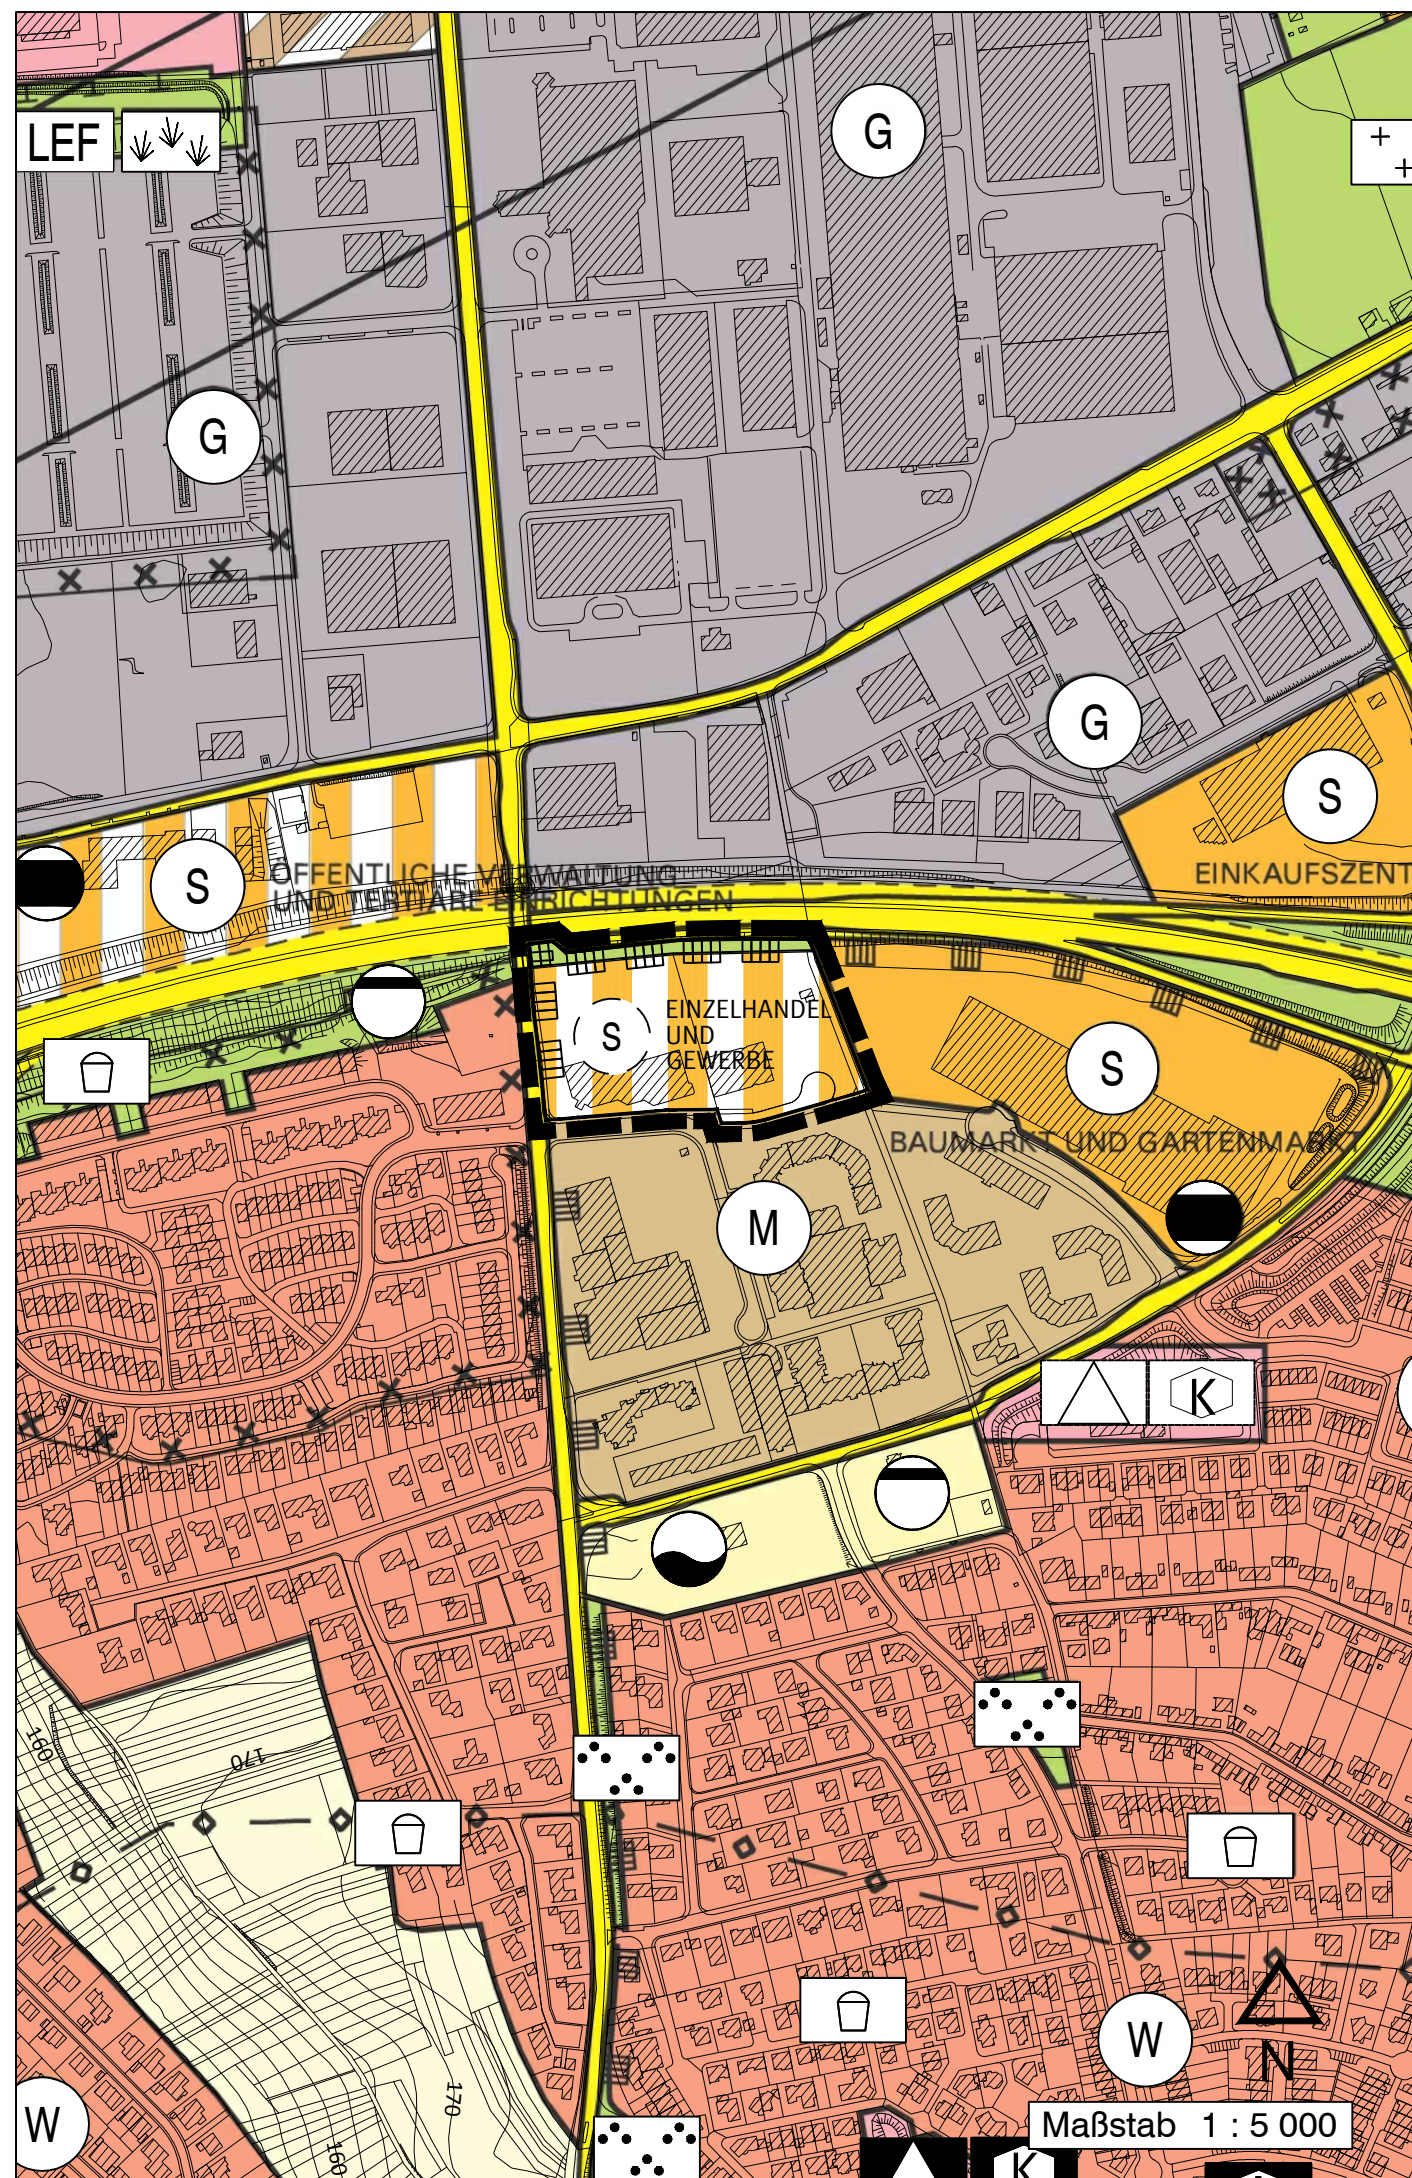 LEF
G
G
G
S
S
ÖFFENTLICHE VERWALTUNG
UND TERTIÄRE EINRICHTUNGEN
EINKAUFSZENT
S
EINZELHANDEL
UND
GEWERBE
S
BAUMARKT UND GARTENMARKT
M
K
160
170
W
N
W
170
160
Maßstab 1 : 5 000
K